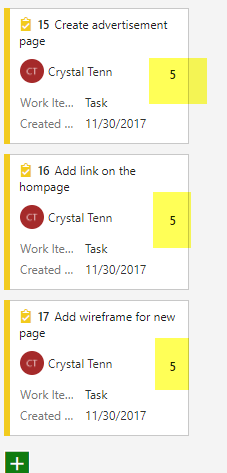 15 Create advertisement
page
CT Crystal Tenn 5
Work Ite... Task
Created ... 11/30/2017
16 Add link on the
hompage
CT Crystal Tenn 5
Work Ite... Task
Created ... 11/30/2017
17 Add wireframe for new
page
CT Crystal Tenn 5
Work Ite... Task
Created ... 11/30/2017
+